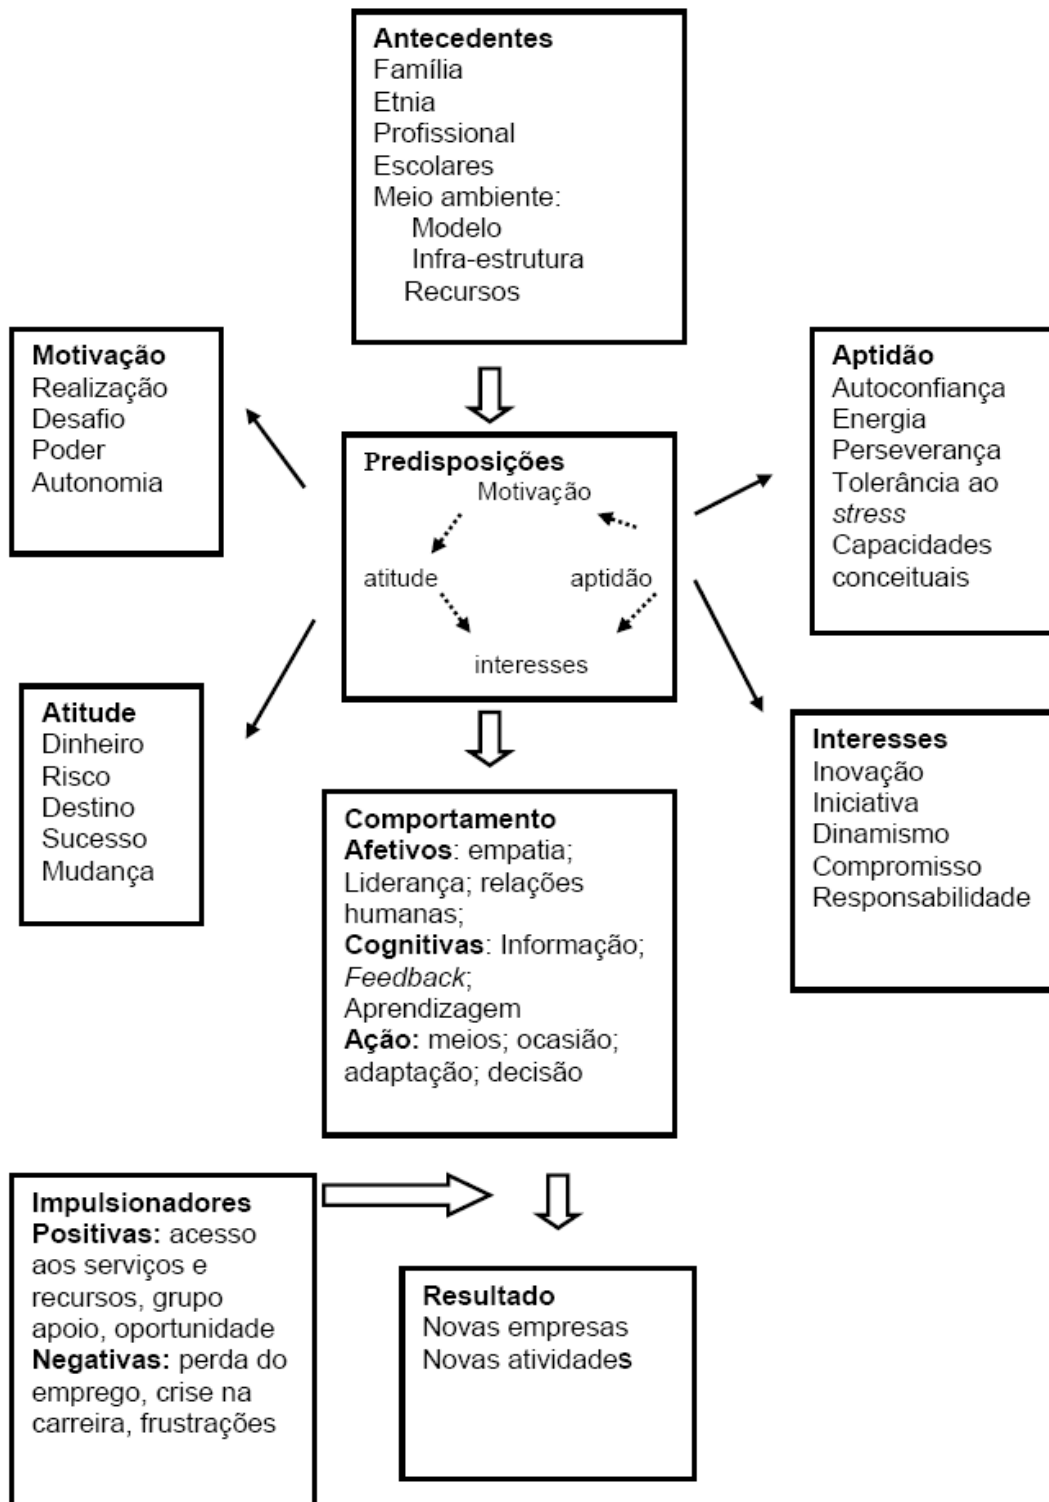 Antecedentes
Família
Etnia
Profissional
Escolares
Meio ambiente:
Modelo
Infra-estrutura
Recursos
Motivação
Realização
Desafio
Poder
Autonomia
Predisposições
Motivação
atitude
aptidão
interesses
Aptidão
Autoconfiança
Energia
Perseverança
Tolerância ao
stress
Capacidades
conceituais
Atitude
Dinheiro
Risco
Destino
Sucesso
Mudança
Interesses
Inovação
Iniciativa
Dinamismo
Compromisso
Responsabilidade
Comportamento
Afetivos: empatia;
Liderança; relações
humanas;
Cognitivas: Informação;
Feedback;
Aprendizagem
Ação: meios; ocasião;
adaptação; decisão
Impulsionadores
Positivas: acesso
aos serviços e
recursos, grupo
apoio, oportunidade
Negativas: perda do
emprego, crise na
carreira, frustrações
Resultado
Novas empresas
Novas atividades